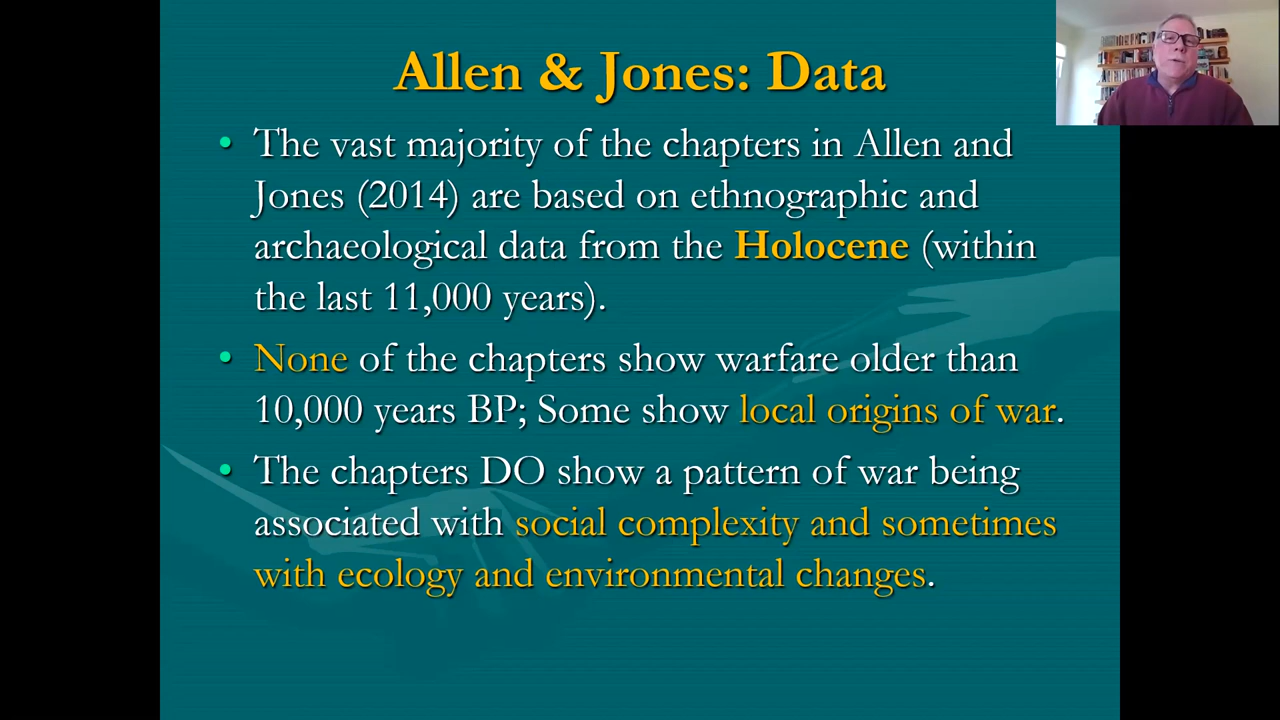 Allen & Jones: Data
• The vast majority of the chapters in Allen and
Jones (2014) are based on ethnographic and
archaeological data from the Holocene (within
the last 11,000 years).
• None of the chapters show warfare older than
10,000 years BP; Some show local origins of war.
• The chapters DO show a pattern of war being
associated with social complexity and sometimes
with ecology and environmental changes.